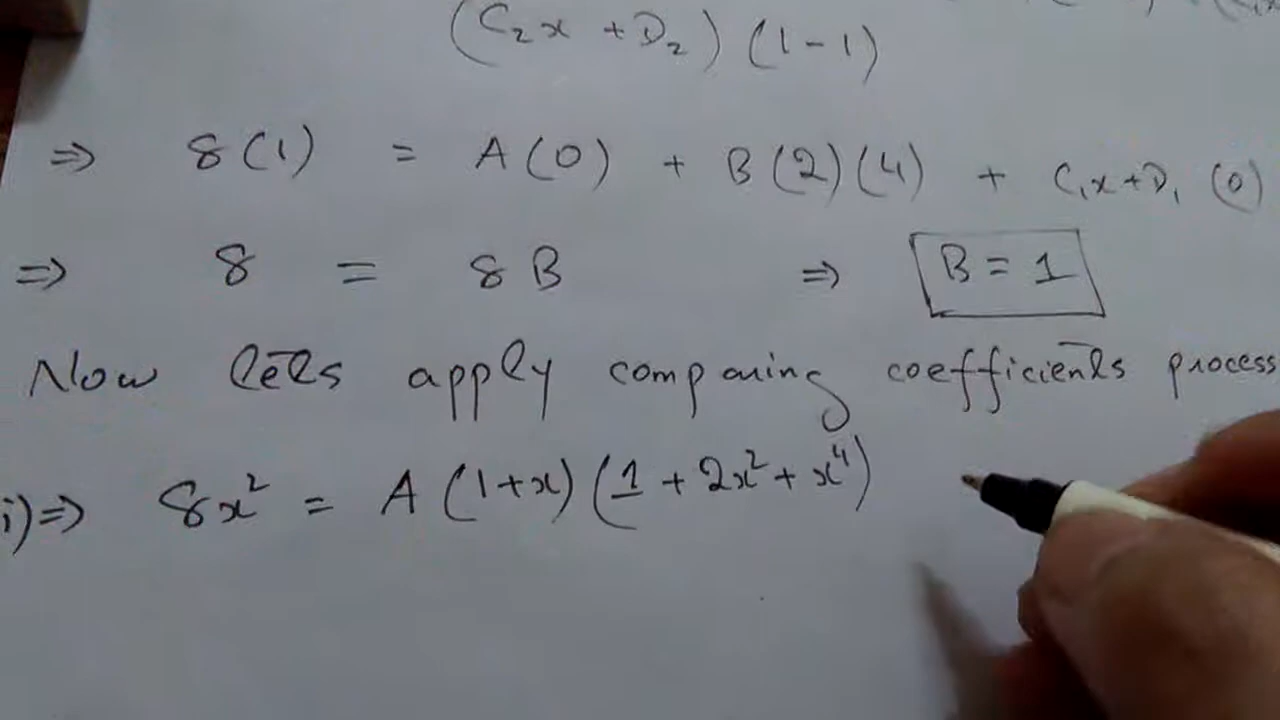 (C₂x + D₂) (1 - 1)
⇒ 8(1) = A(0) + B(2)(4) + C₁x+D₁ (0)
⇒ 8 = 8B ⇒ B = 1
Now lets apply comparing coefficients process
i)⇒ 8x² = A(1+x)(1 + 2x² + x⁴)